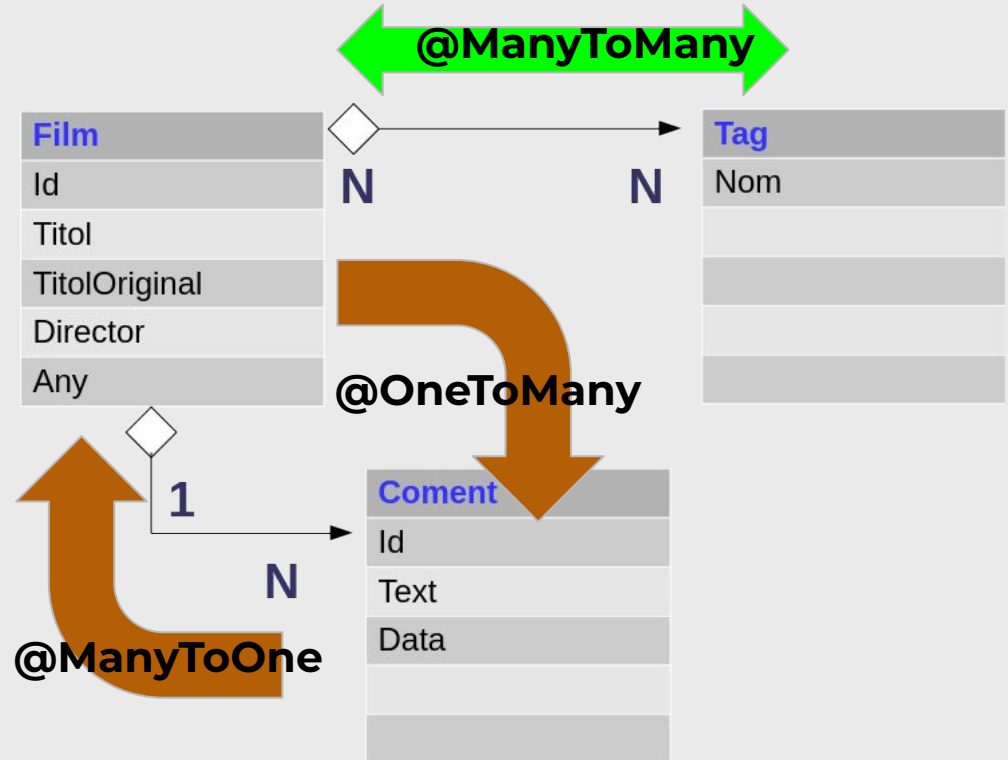 @ManyToMany
Film
Id
Titol
TitolOriginal
Director
Any
N
N
Tag
Nom
@OneToMany
1
N
@ManyToOne
Coment
Id
Text
Data